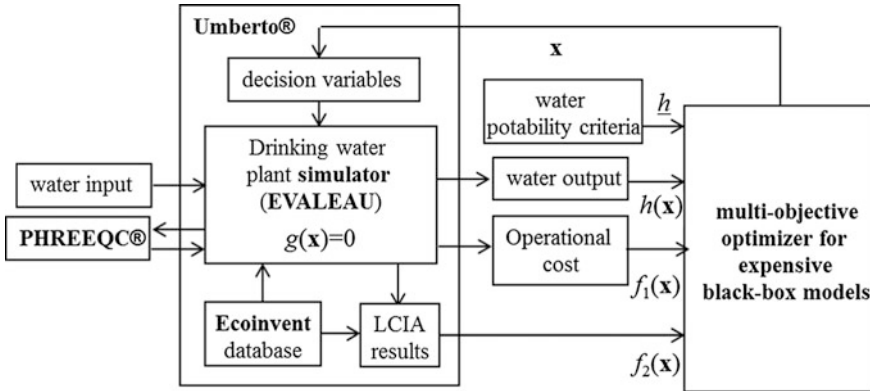 Umberto®
x
decision variables
water
potability criteria
h
Drinking water
plant simulator
(EVALEAU)
g(x)=0
water input
PHREEQC®
water output
h(x)
Operational
cost
f₁(x)
multi-objective
optimizer for
expensive
black-box models
Ecoinvent
database
LCIA
results
f₂(x)